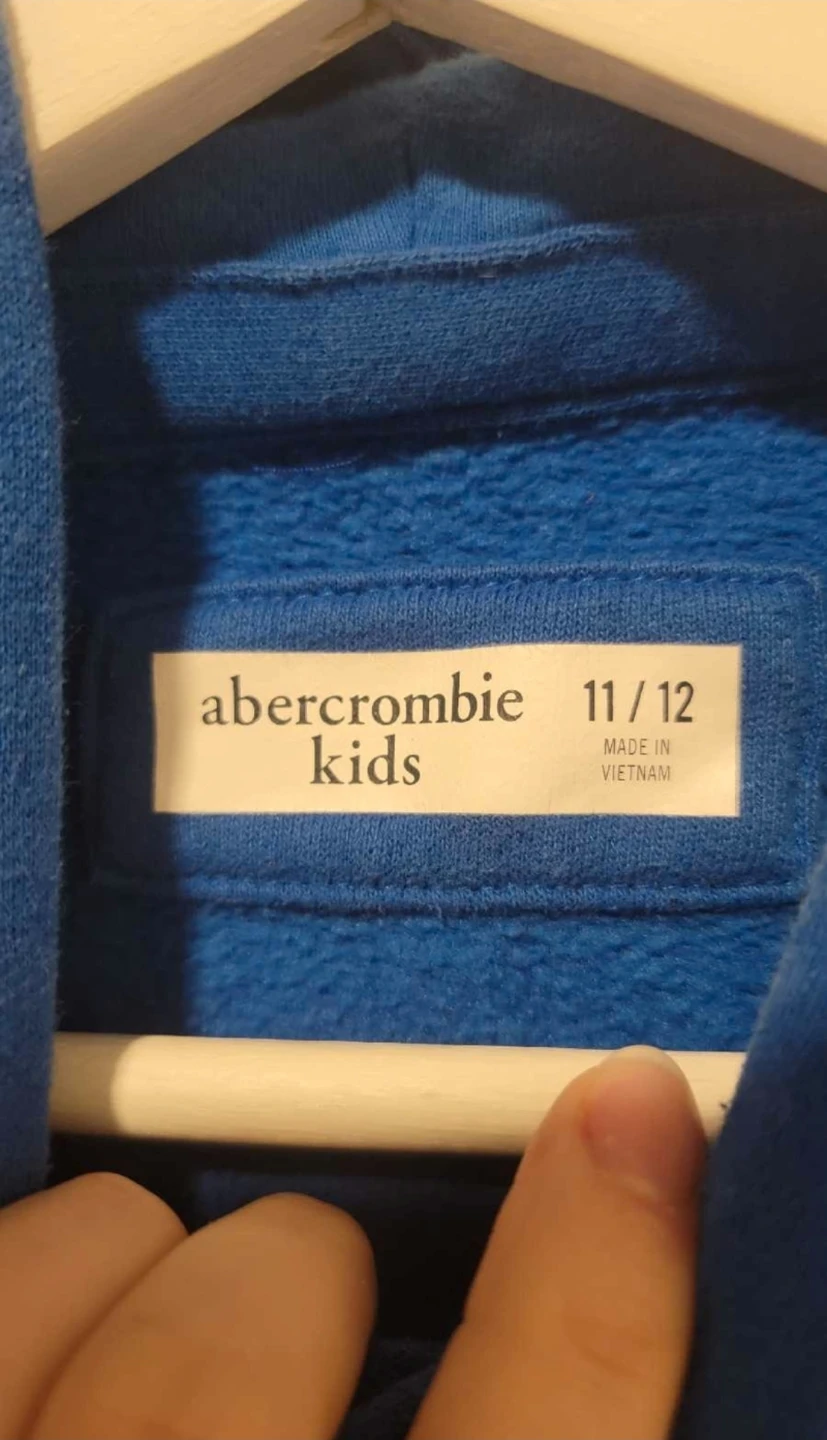 abercrombie
kids
11 / 12
MADE IN
VIETNAM